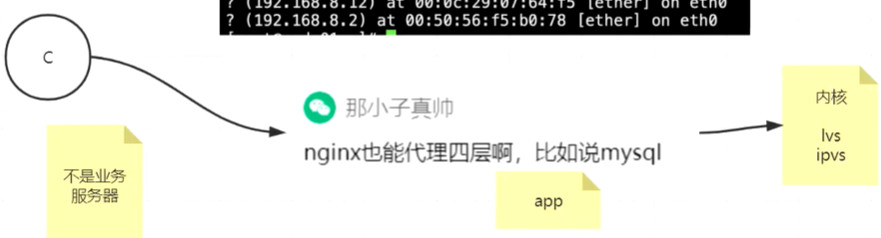 ? (192.168.8.12) at 00:0c:29:07:64:f5 [ether] on eth0
? (192.168.8.2) at 00:50:56:f5:b0:78 [ether] on eth0
C
那小子真帅
nginx也能代理四层啊，比如说mysql
内核
lvs
ipvs
不是业务
服务器
app